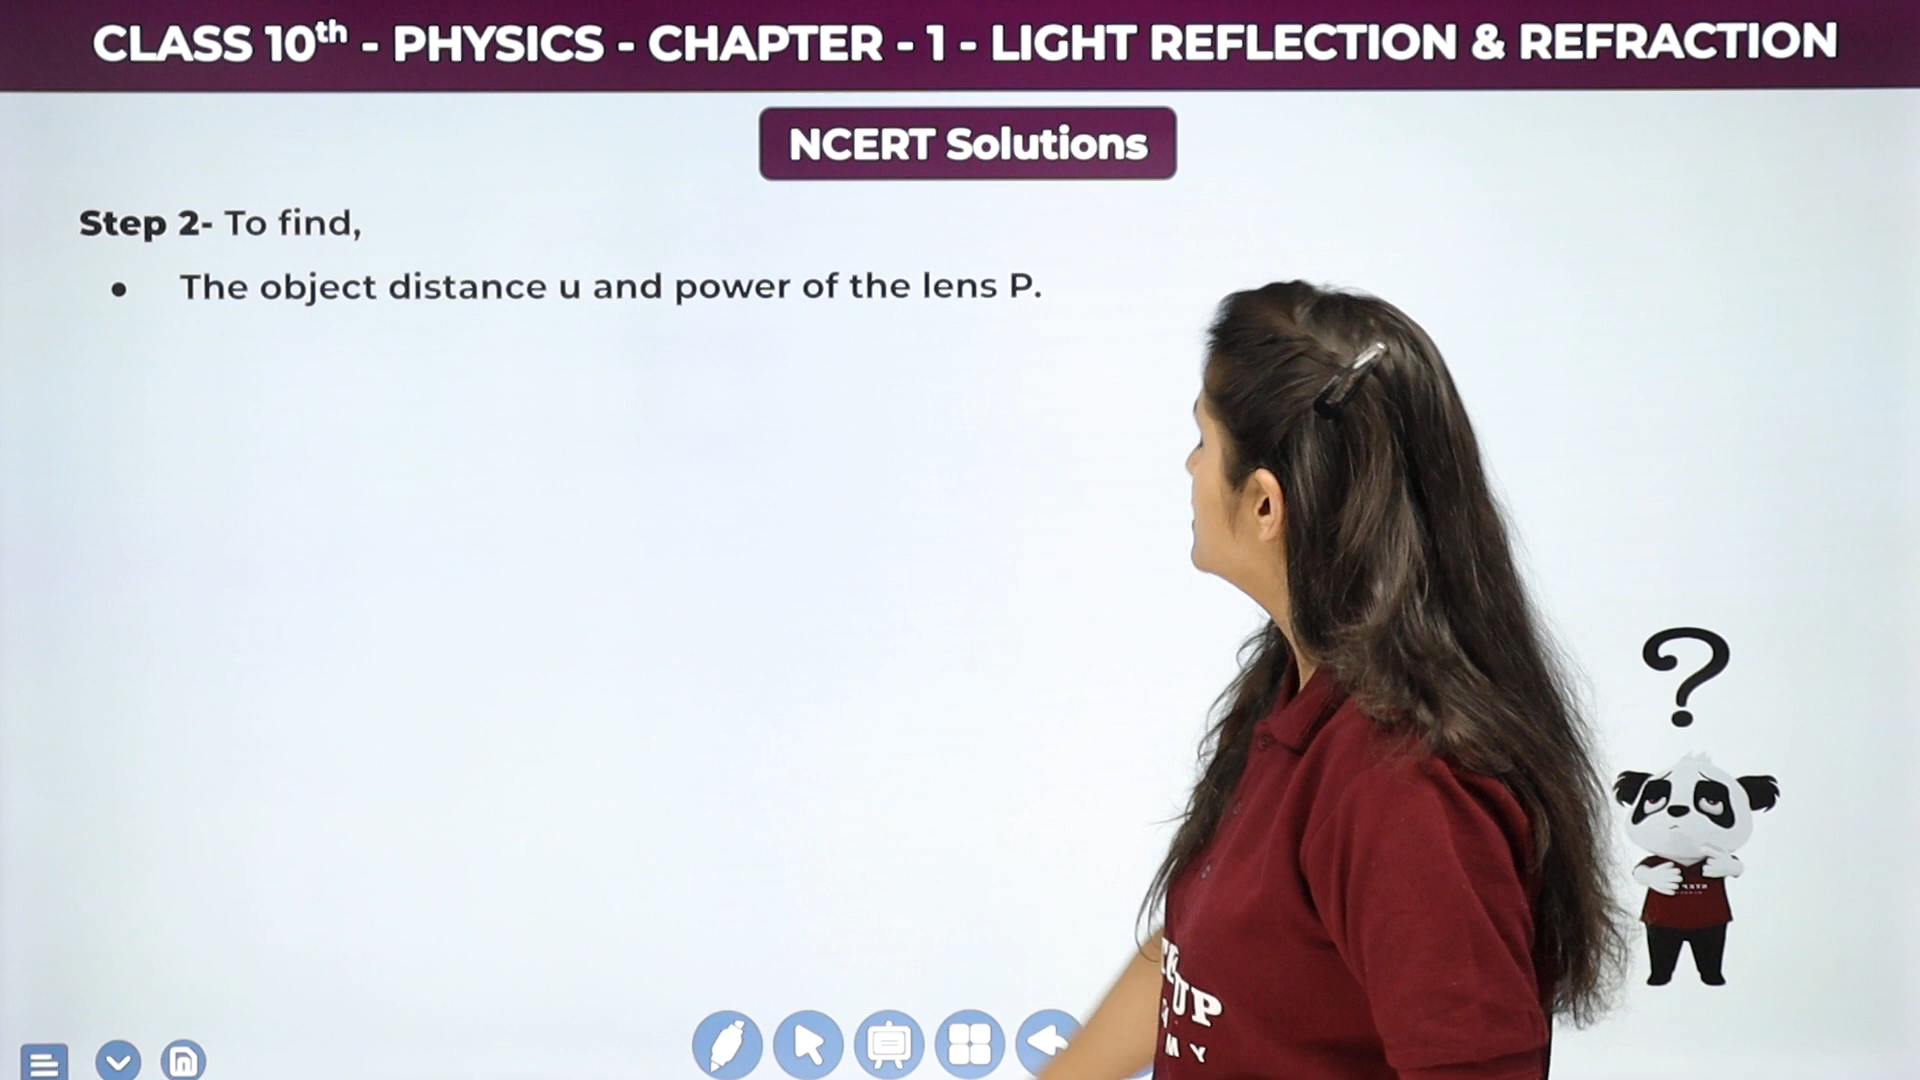 CLASS 10th - PHYSICS - CHAPTER - 1 - LIGHT REFLECTION & REFRACTION
NCERT Solutions
Step 2- To find,
• The object distance u and power of the lens P.
?
UP
M Y